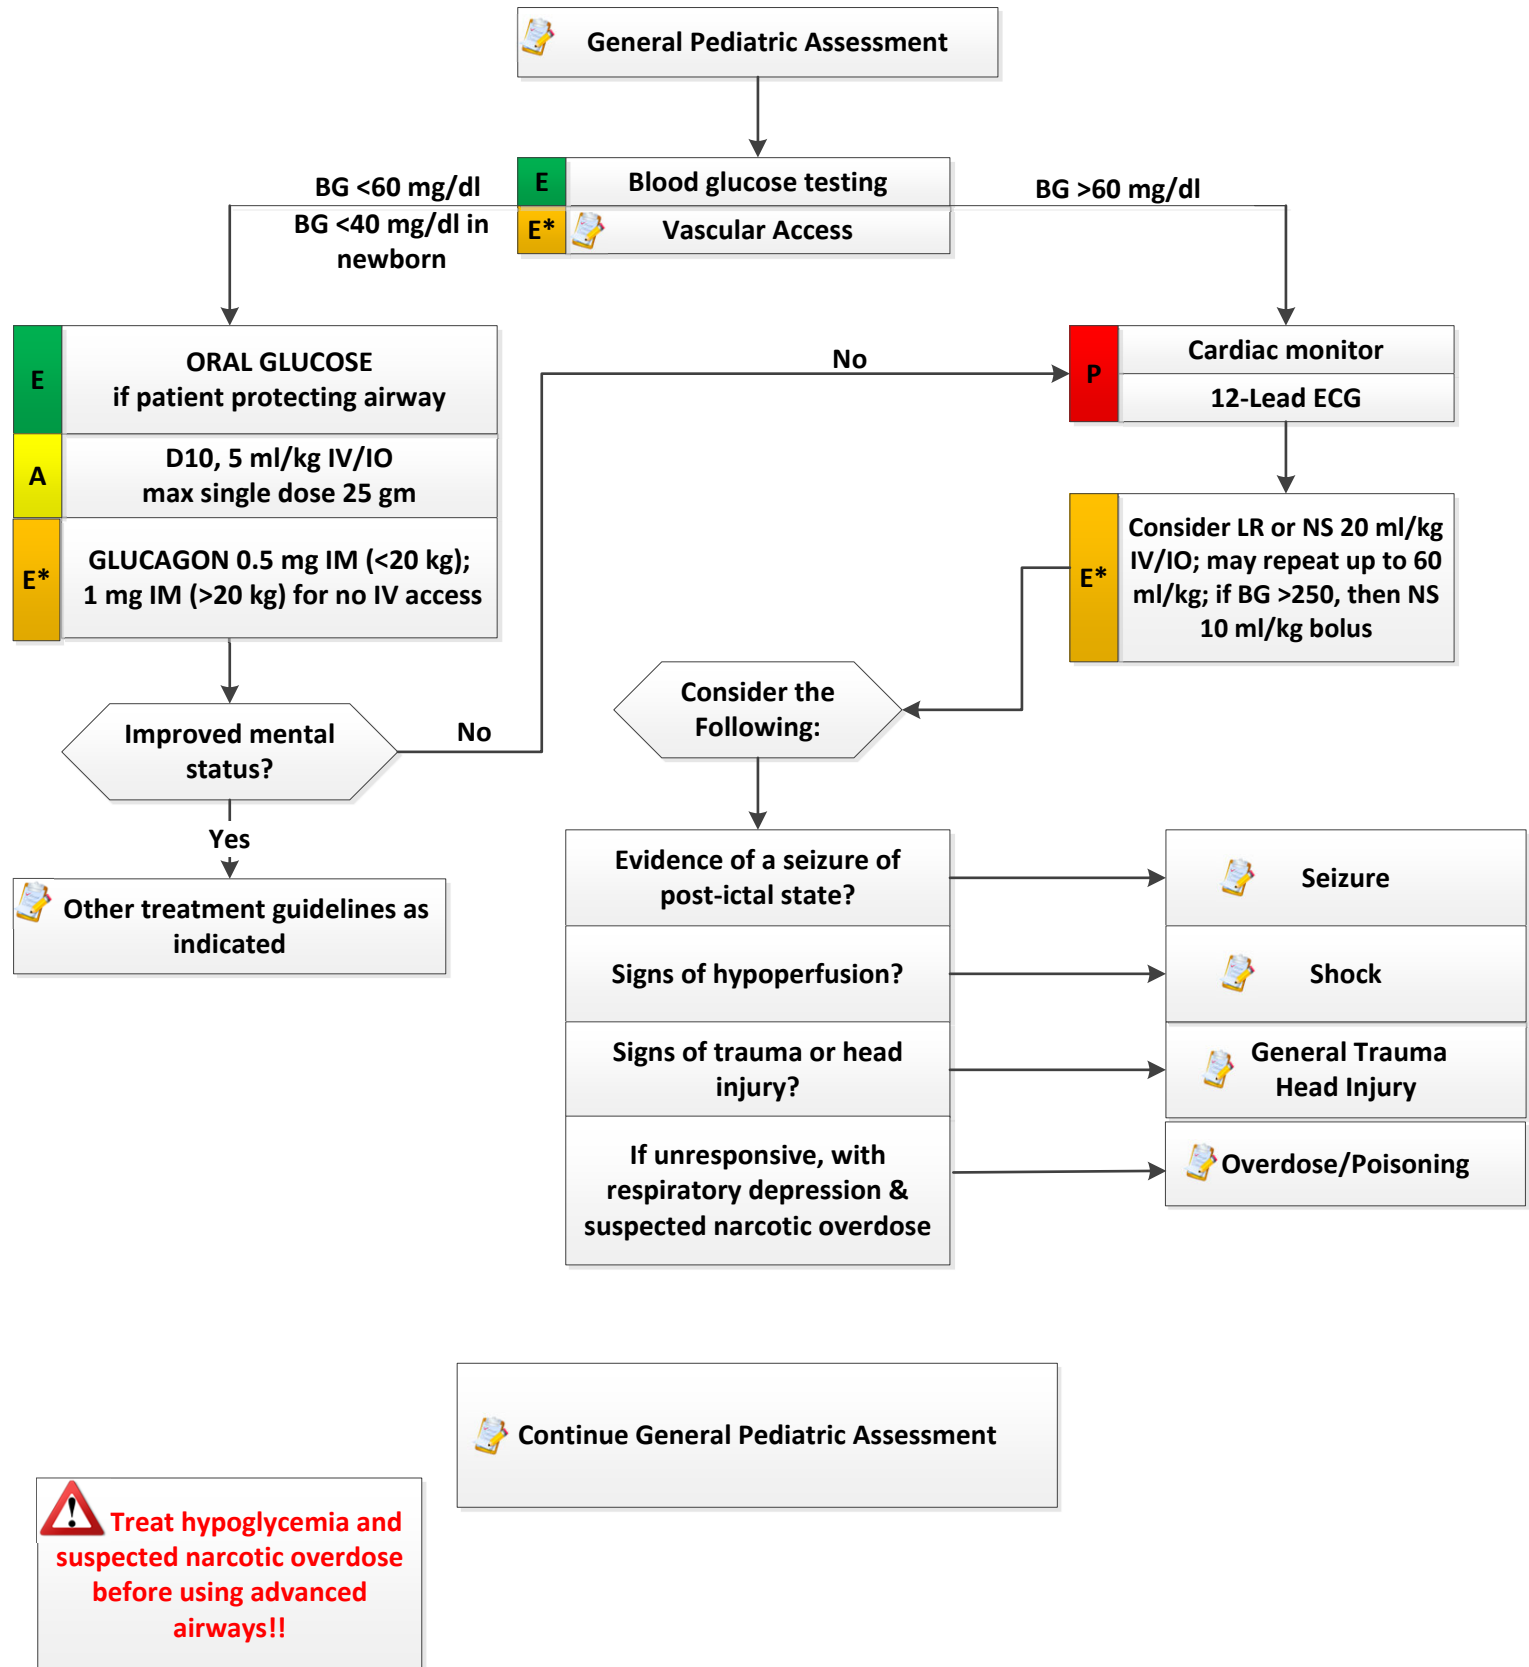 General Pediatric Assessment
BG <60 mg/dl
BG <40 mg/dl in
newborn
E
Blood glucose testing
E*
Vascular Access
BG >60 mg/dl
E
ORAL GLUCOSE
if patient protecting airway
A
D10, 5 ml/kg IV/IO
max single dose 25 gm
E*
GLUCAGON 0.5 mg IM (<20 kg);
1 mg IM (>20 kg) for no IV access
No
P
Cardiac monitor
12-Lead ECG
E*
Consider LR or NS 20 ml/kg
IV/IO; may repeat up to 60
ml/kg; if BG >250, then NS
10 ml/kg bolus
Improved mental
status?
No
Yes
Other treatment guidelines as
indicated
Consider the
Following:
Evidence of a seizure of
post-ictal state?
Seizure
Signs of hypoperfusion?
Shock
Signs of trauma or head
injury?
General Trauma
Head Injury
If unresponsive, with
respiratory depression &
suspected narcotic overdose
Overdose/Poisoning
Continue General Pediatric Assessment
Treat hypoglycemia and
suspected narcotic overdose
before using advanced
airways!!